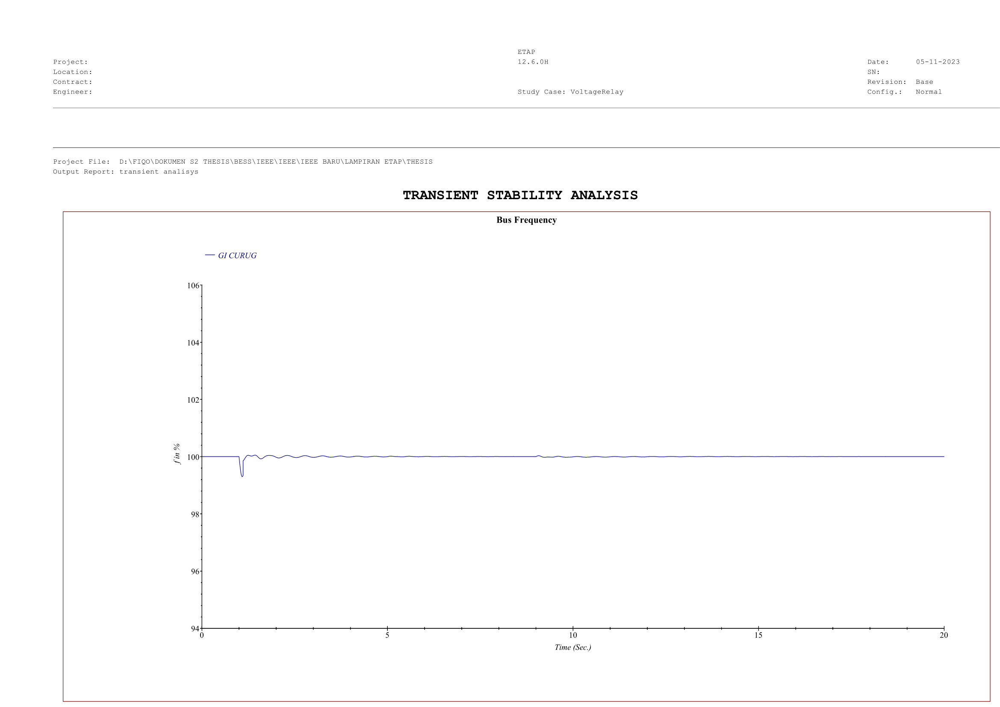 ETAP
Project: 12.6.0H Date: 05-11-2023
Location: SN:
Contract: Revision: Base
Engineer: Study Case: VoltageRelay Config.: Normal
Project File: D:\FIQO\DOKUMEN S2 THESIS\BESS\IEEE\IEEE\IEEE BARU\LAMPIRAN ETAP\THESIS
Output Report: transient analisys
TRANSIENT STABILITY ANALYSIS
Bus Frequency
GI CURUG
106
104
102
100
98
96
94
f in %
0 5 10 15 20
Time (Sec.)